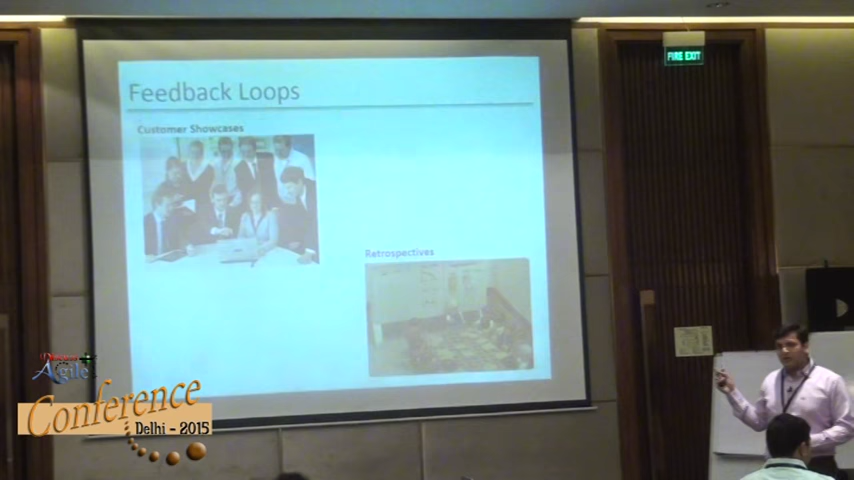 FIRE EXIT
Feedback Loops
Customer Showcases
Retrospectives
Agile
Conference
Delhi - 2015